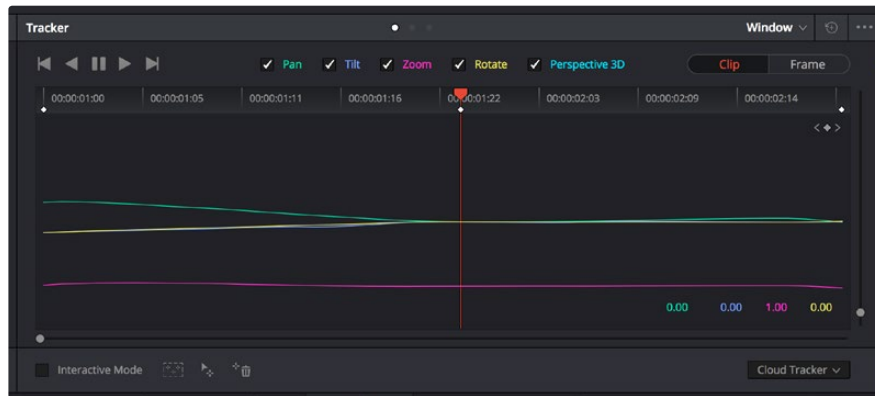 Tracker Window
Pan Tilt Zoom Rotate Perspective 3D Clip Frame
00:00:01:00 00:00:01:05 00:00:01:11 00:00:01:16 00:00:01:22 00:00:02:03 00:00:02:09 00:00:02:14
0.00 0.00 1.00 0.00
Interactive Mode Cloud Tracker